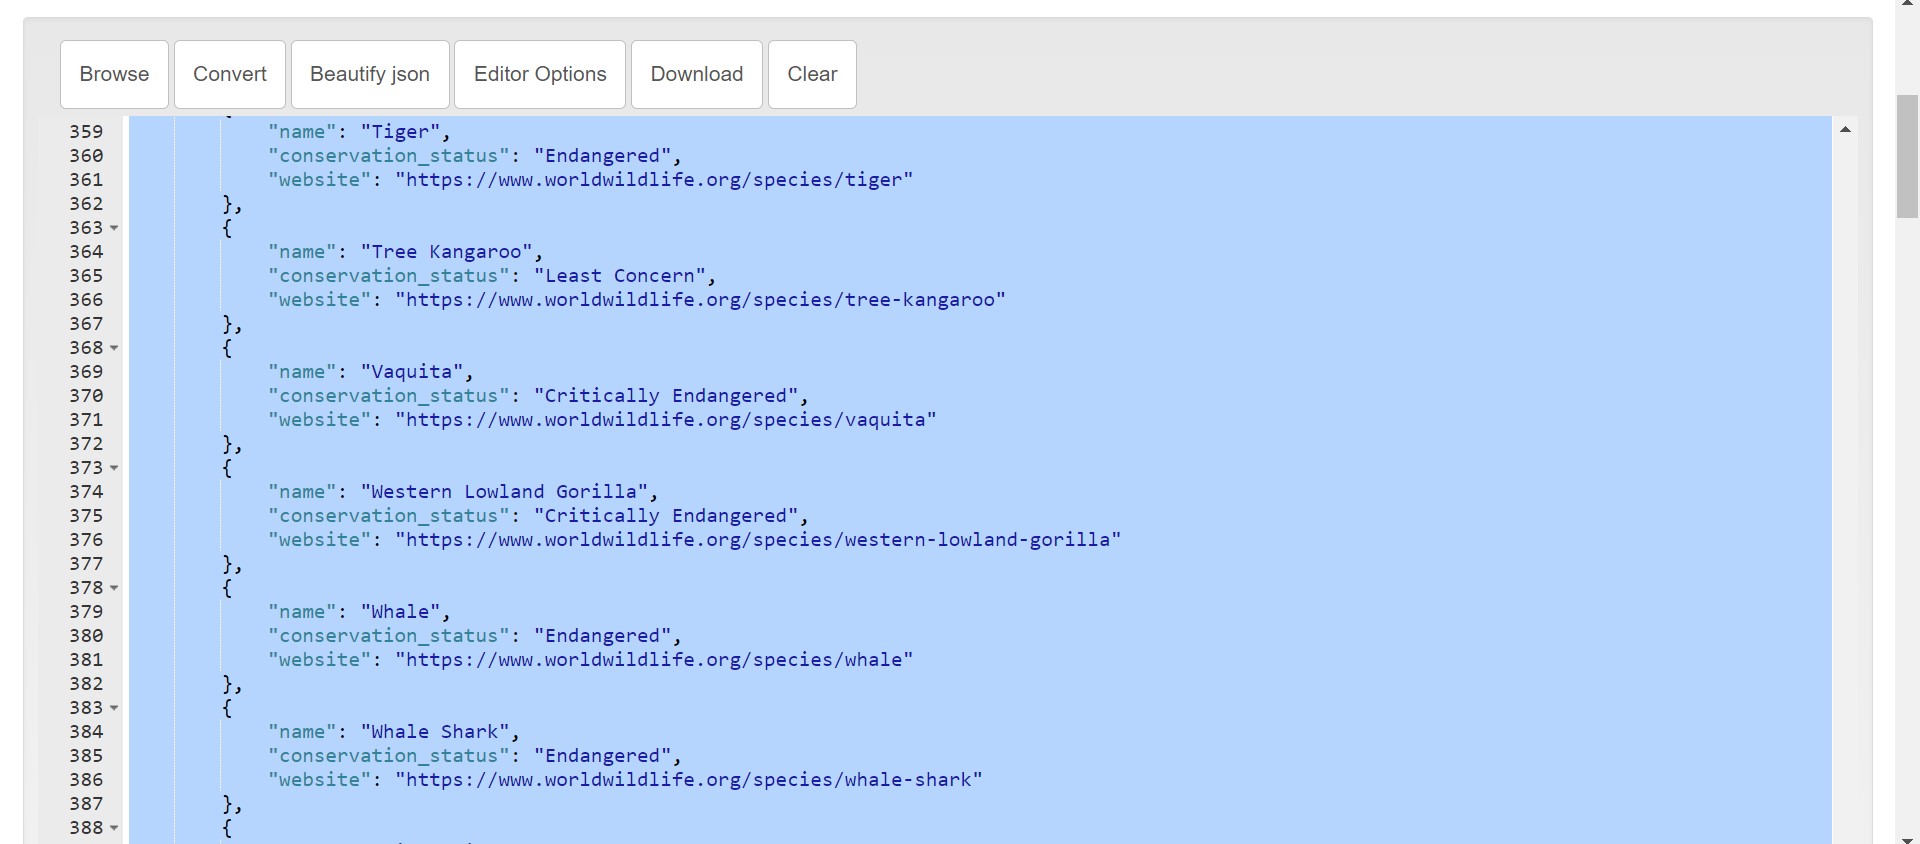 Browse Convert Beautify json Editor Options Download Clear
359 "name": "Tiger",
360 "conservation_status": "Endangered",
361 "website": "https://www.worldwildlife.org/species/tiger"
362 },
363 {
364 "name": "Tree Kangaroo",
365 "conservation_status": "Least Concern",
366 "website": "https://www.worldwildlife.org/species/tree-kangaroo"
367 },
368 {
369 "name": "Vaquita",
370 "conservation_status": "Critically Endangered",
371 "website": "https://www.worldwildlife.org/species/vaquita"
372 },
373 {
374 "name": "Western Lowland Gorilla",
375 "conservation_status": "Critically Endangered",
376 "website": "https://www.worldwildlife.org/species/western-lowland-gorilla"
377 },
378 {
379 "name": "Whale",
380 "conservation_status": "Endangered",
381 "website": "https://www.worldwildlife.org/species/whale"
382 },
383 {
384 "name": "Whale Shark",
385 "conservation_status": "Endangered",
386 "website": "https://www.worldwildlife.org/species/whale-shark"
387 },
388 {